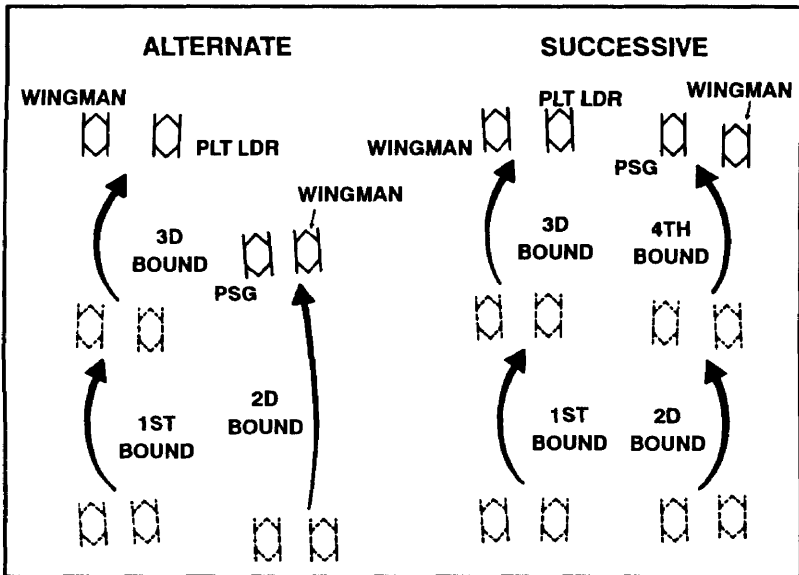 ALTERNATE
WINGMAN
PLT LDR
WINGMAN
3D
BOUND
PSG
1ST
BOUND
2D
BOUND
SUCCESSIVE
PLT LDR
WINGMAN
WINGMAN
PSG
3D
BOUND
4TH
BOUND
1ST
BOUND
2D
BOUND